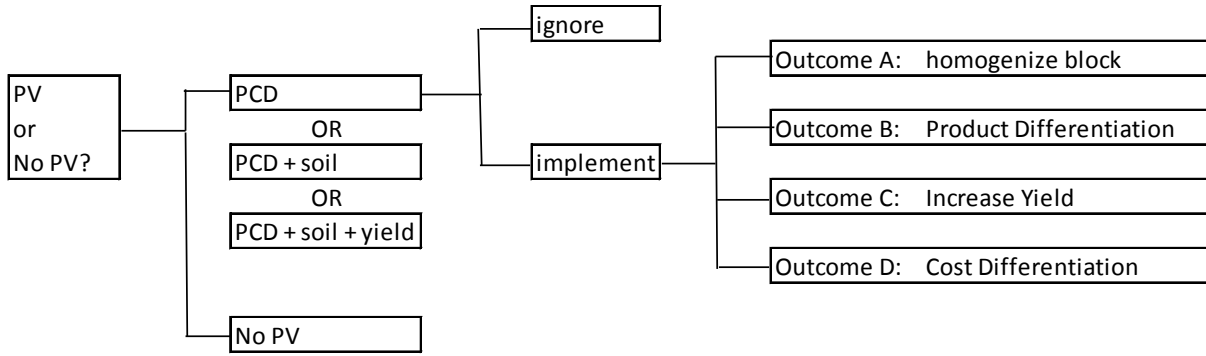 PV
or
No PV?
PCD
OR
PCD + soil
OR
PCD + soil + yield
No PV
ignore
implement
Outcome A: homogenize block
Outcome B: Product Differentiation
Outcome C: Increase Yield
Outcome D: Cost Differentiation